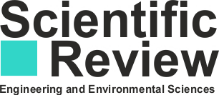 Scientific
Review
Engineering and Environmental Sciences